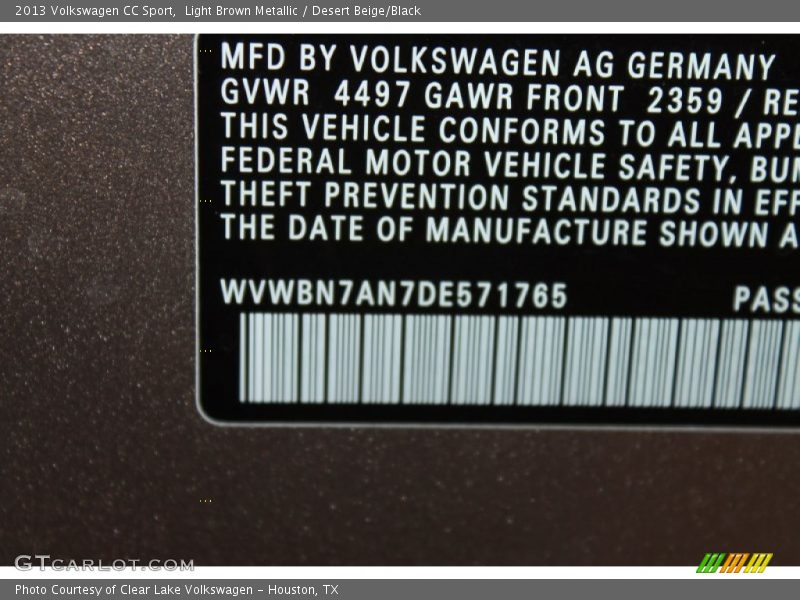 2013 Volkswagen CC Sport, Light Brown Metallic / Desert Beige/Black
MFD BY VOLKSWAGEN AG GERMANY
GVWR 4497 GAWR FRONT 2359 / RE
THIS VEHICLE CONFORMS TO ALL APPL
FEDERAL MOTOR VEHICLE SAFETY, BUM
THEFT PREVENTION STANDARDS IN EFF
THE DATE OF MANUFACTURE SHOWN A
WVWBN7AN7DE571765 PASS
GTCARLOT.COM
Photo Courtesy of Clear Lake Volkswagen – Houston, TX